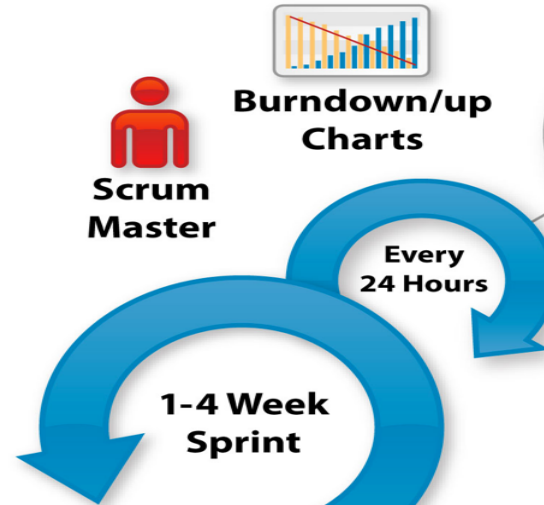 Burndown/up
Charts
Scrum
Master
Every
24 Hours
1-4 Week
Sprint